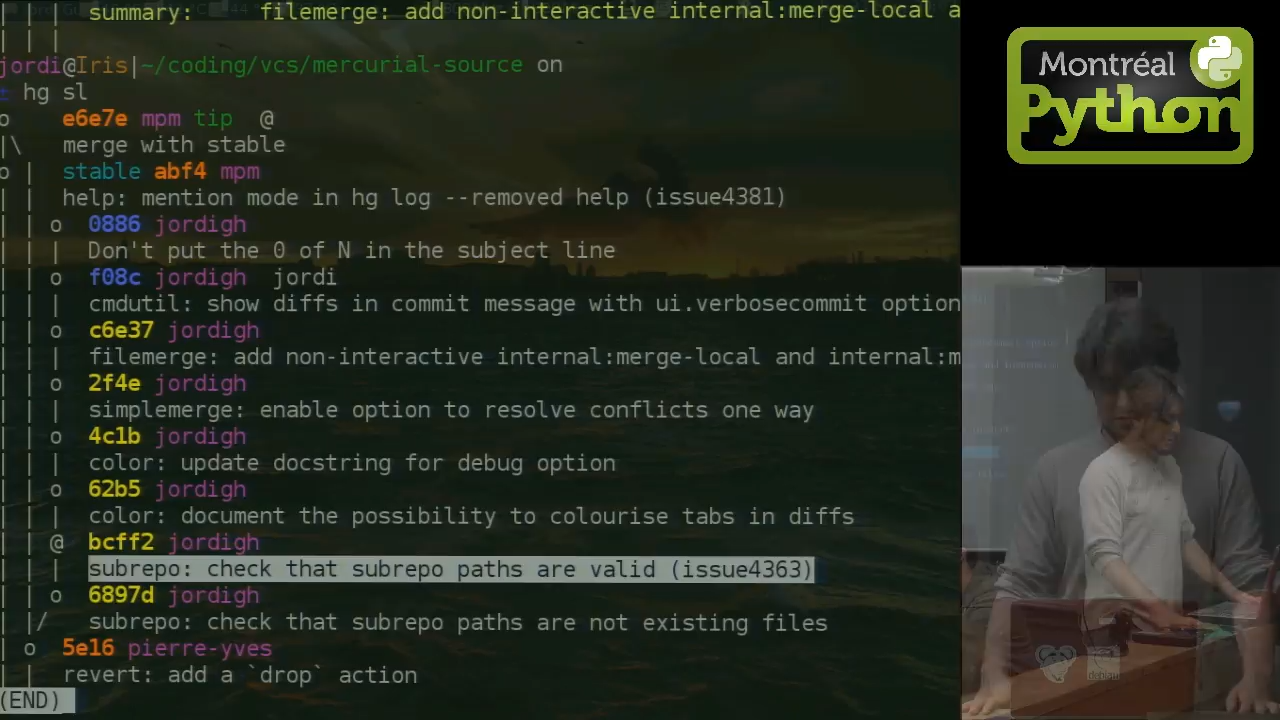 | | | summary: filemerge: add non-interactive internal:merge-local a
| | |
jordi@Iris|~/coding/vcs/mercurial-source on
± hg sl
o e6e7e mpm tip @
|\ merge with stable
o | stable abf4 mpm
| | help: mention mode in hg log --removed help (issue4381)
| | o 0886 jordigh
| | | Don't put the 0 of N in the subject line
| | o f08c jordigh jordi
| | | cmdutil: show diffs in commit message with ui.verbosecommit option
| | o c6e37 jordigh
| | | filemerge: add non-interactive internal:merge-local and internal:m
| | o 2f4e jordigh
| | | simplemerge: enable option to resolve conflicts one way
| | o 4c1b jordigh
| | | color: update docstring for debug option
| | o 62b5 jordigh
| | | color: document the possibility to colourise tabs in diffs
| | @ bcff2 jordigh
| | | subrepo: check that subrepo paths are valid (issue4363)
| | o 6897d jordigh
| |/ subrepo: check that subrepo paths are not existing files
| o 5e16 pierre-yves
| | revert: add a `drop` action
(END)
Montréal
Python
debian